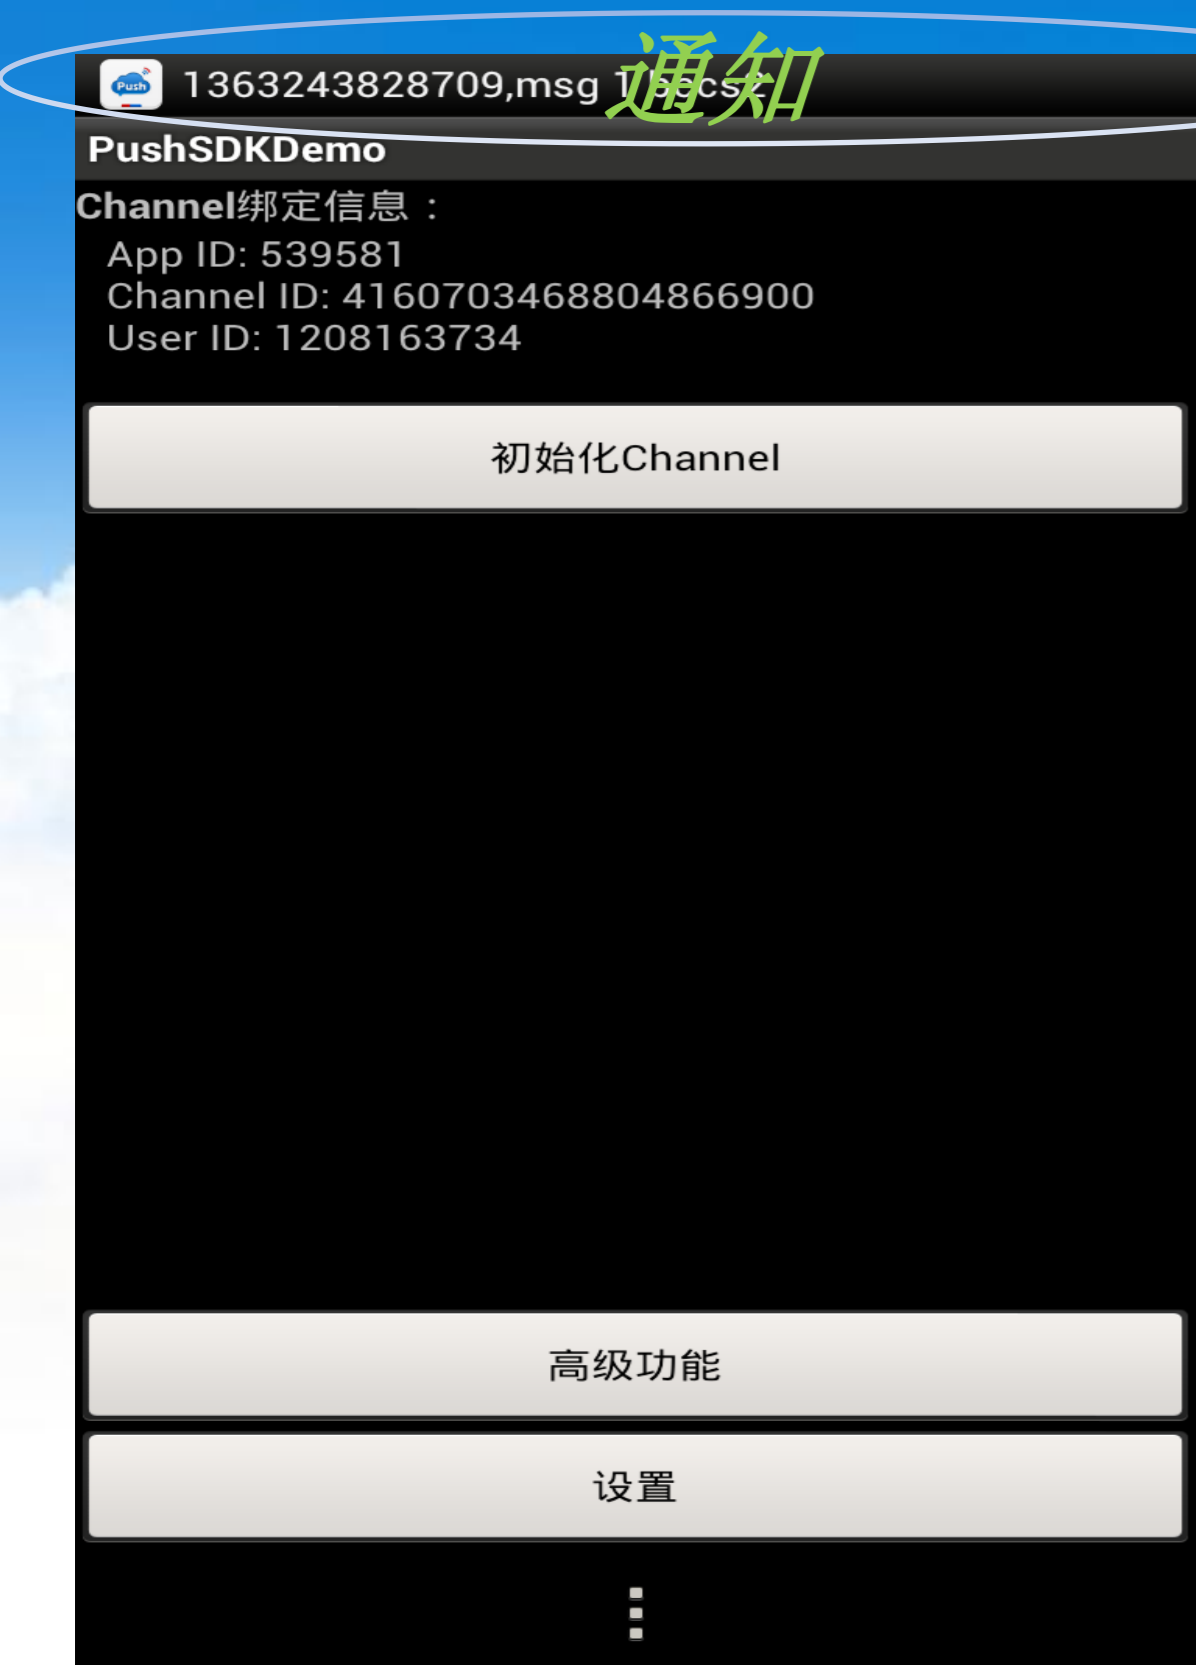 通知
Push
1363243828709,msg 1
PushSDKDemo
Channel绑定信息：
App ID: 539581
Channel ID: 4160703468804866900
User ID: 1208163734
初始化Channel
高级功能
设置